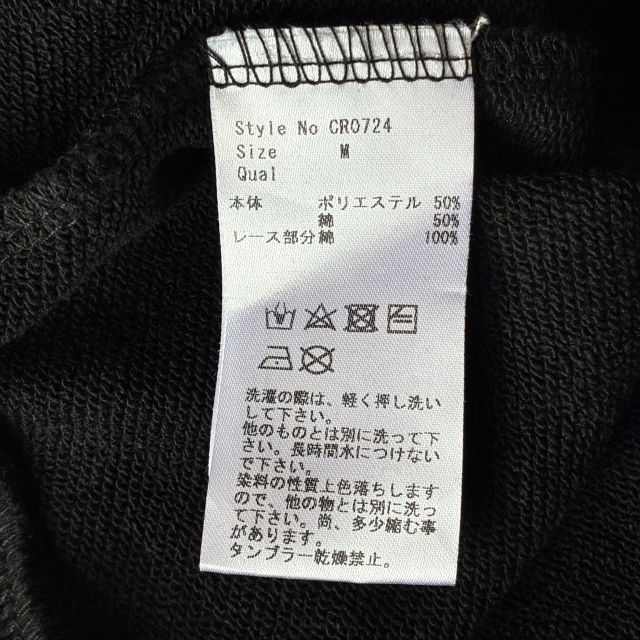 Style No CR0724
Size M
Qual
本体 ポリエステル 50%
綿 50%
レース部分綿 100%
洗濯の際は、軽く押し洗い
して下さい。
他のものとは別に洗って下
さい。長時間水につけない
で下さい。
染料の性質上色落ちします
ので、他の物とは別に洗っ
て下さい。尚、多少縮む事
が あります。
タンブラー乾燥禁止。